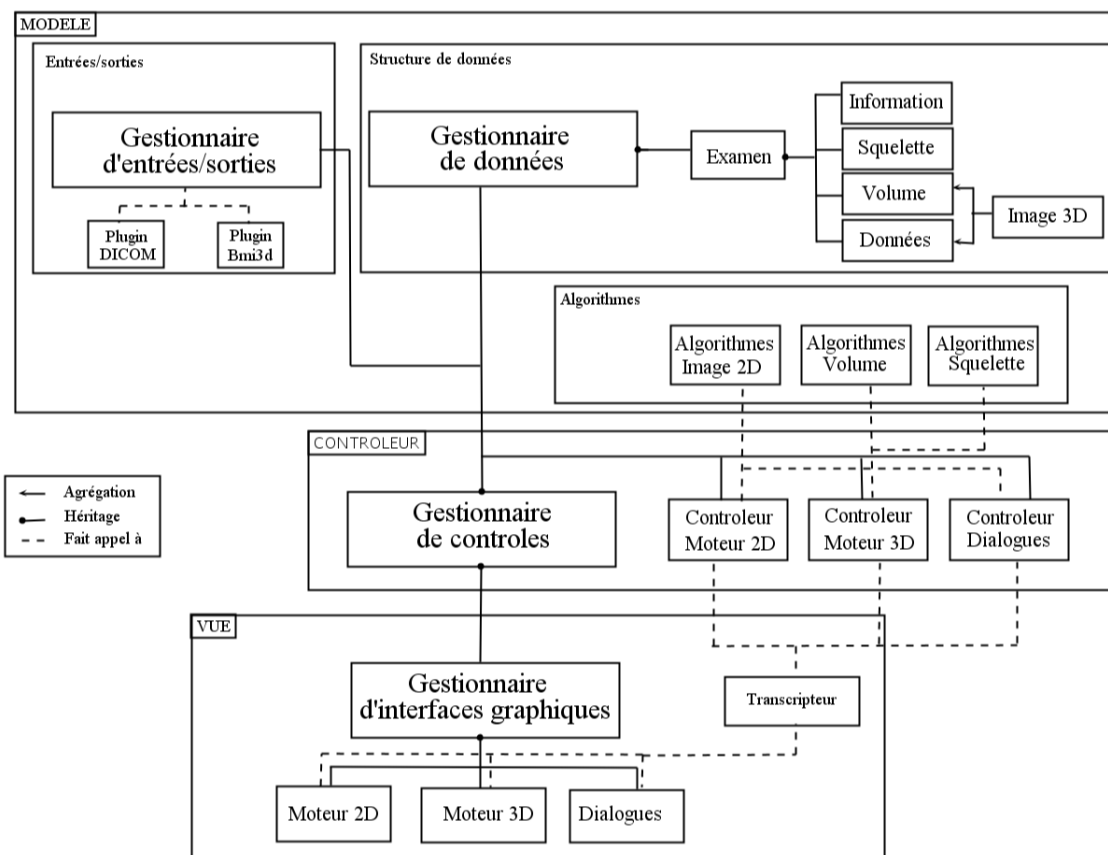 MODELE
Entrées/sorties
Gestionnaire
d'entrées/sorties
Plugin
DICOM
Plugin
Bmi3d
Structure de données
Gestionnaire
de données
Examen
Information
Squelette
Volume
Données
Image 3D
Algorithmes
Algorithmes
Image 2D
Algorithmes
Volume
Algorithmes
Squelette
CONTROLEUR
Gestionnaire
de controles
Controleur
Moteur 2D
Controleur
Moteur 3D
Controleur
Dialogues
Agrégation
Héritage
Fait appel à
VUE
Gestionnaire
d'interfaces graphiques
Transcripteur
Moteur 2D
Moteur 3D
Dialogues